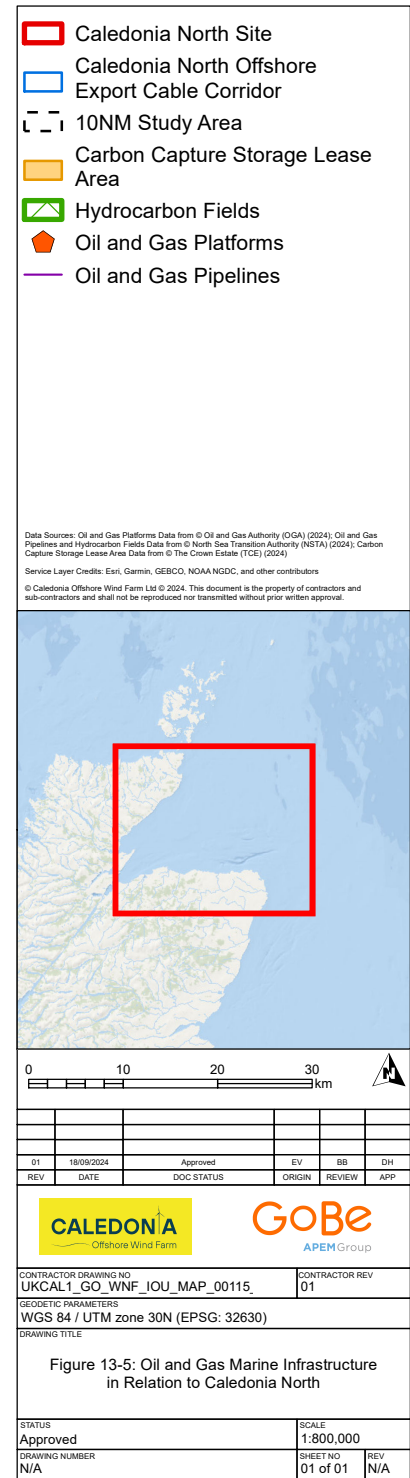 Caledonia North Site
Caledonia North Offshore
Export Cable Corridor
10NM Study Area
Carbon Capture Storage Lease
Area
Hydrocarbon Fields
Oil and Gas Platforms
Oil and Gas Pipelines
Data Sources: Oil and Gas Platforms Data from © Oil and Gas Authority (OGA) (2024); Oil and Gas
Pipelines and Hydrocarbon Fields Data from © North Sea Transition Authority (NSTA) (2024); Carbon
Capture Storage Lease Area Data from © The Crown Estate (TCE) (2024)
Service Layer Credits: Esri, Garmin, GEBCO, NOAA NGDC, and other contributors
© Caledonia Offshore Wind Farm Ltd © 2024. This document is the property of contractors and
sub-contractors and shall not be reproduced nor transmitted without prior written approval.
0 10 20 30
km
N
01 18/09/2024 Approved EV BB DH
REV DATE DOC STATUS ORIGIN REVIEW APP
CALEDONIA
Offshore Wind Farm
GoBe
APEMGroup
CONTRACTOR DRAWING NO CONTRACTOR REV
UKCAL1_GO_WNF_IOU_MAP_00115_ 01
GEODETIC PARAMETERS
WGS 84 / UTM zone 30N (EPSG: 32630)
DRAWING TITLE
Figure 13-5: Oil and Gas Marine Infrastructure
in Relation to Caledonia North
STATUS SCALE
Approved 1:800,000
DRAWING NUMBER SHEET NO REV
N/A 01 of 01 N/A